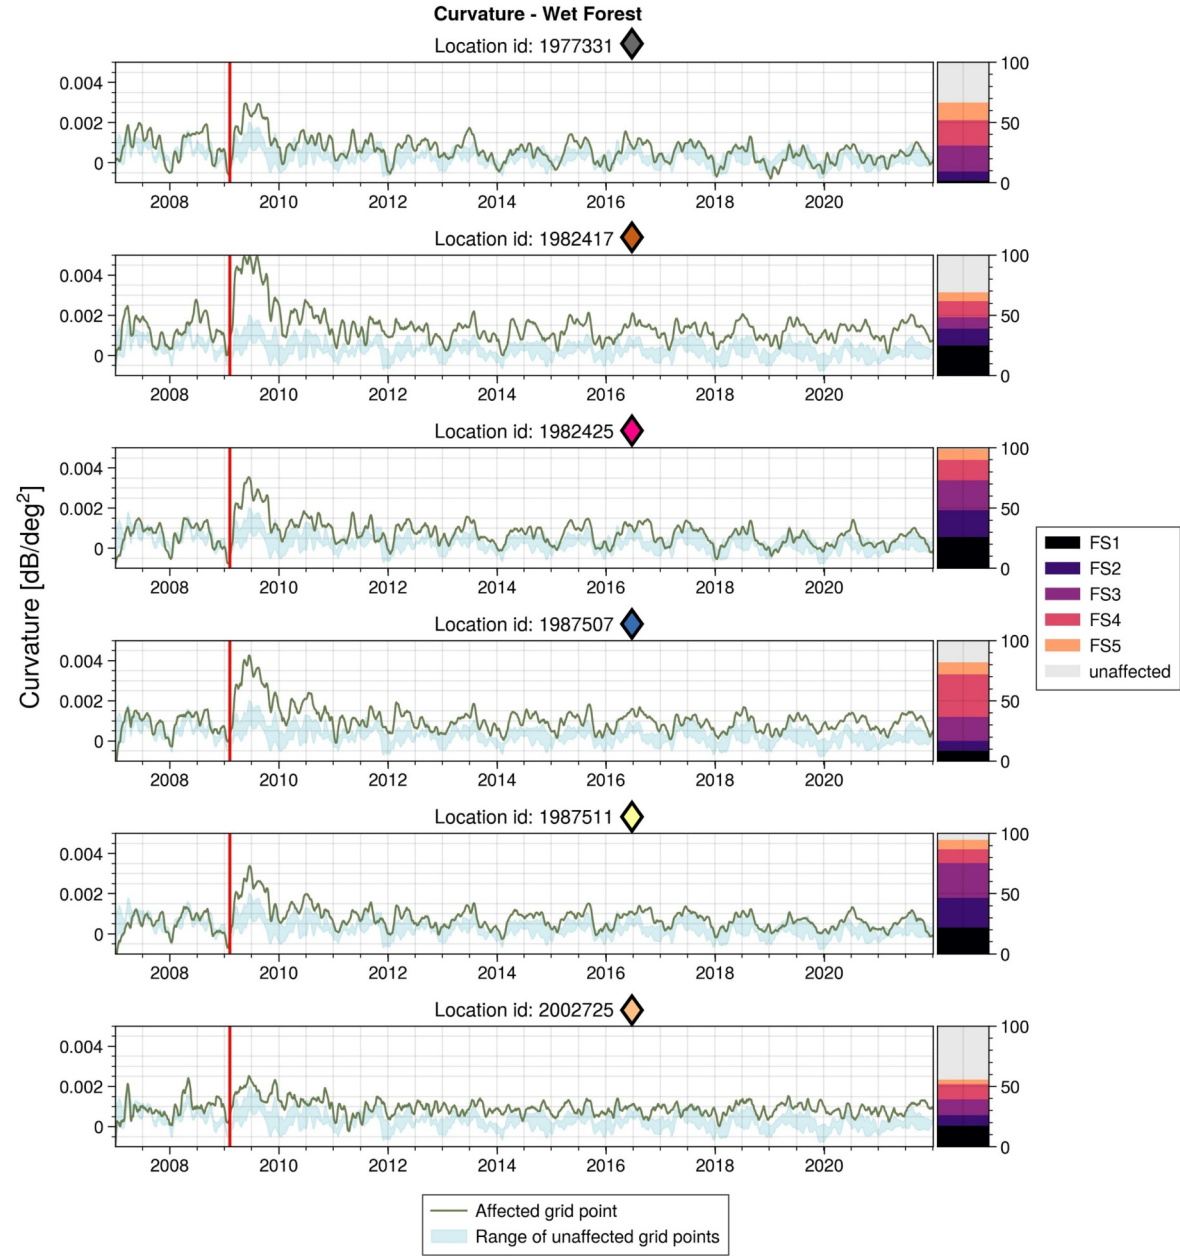 Curvature - Wet Forest
Location id: 1977331
0.004
0.002
0
100
50
0
2008 2010 2012 2014 2016 2018 2020
Location id: 1982417
0.004
0.002
0
100
50
0
2008 2010 2012 2014 2016 2018 2020
Location id: 1982425
0.004
0.002
0
100
50
0
2008 2010 2012 2014 2016 2018 2020
Location id: 1987507
0.004
0.002
0
100
50
0
2008 2010 2012 2014 2016 2018 2020
Location id: 1987511
0.004
0.002
0
100
50
0
2008 2010 2012 2014 2016 2018 2020
Location id: 2002725
0.004
0.002
0
100
50
0
2008 2010 2012 2014 2016 2018 2020
Curvature [dB/deg²]
FS1
FS2
FS3
FS4
FS5
unaffected
Affected grid point
Range of unaffected grid points